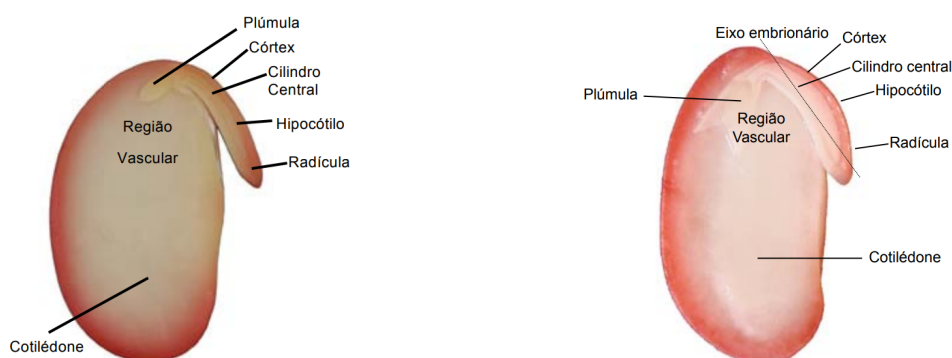 Plúmula
Córtex
Cilindro
Central
Região
Vascular
Hipocótilo
Radícula
Cotilédone
Eixo embrionário
Córtex
Cilindro central
Hipocótilo
Plúmula
Região
Vascular
Radícula
Cotilédone